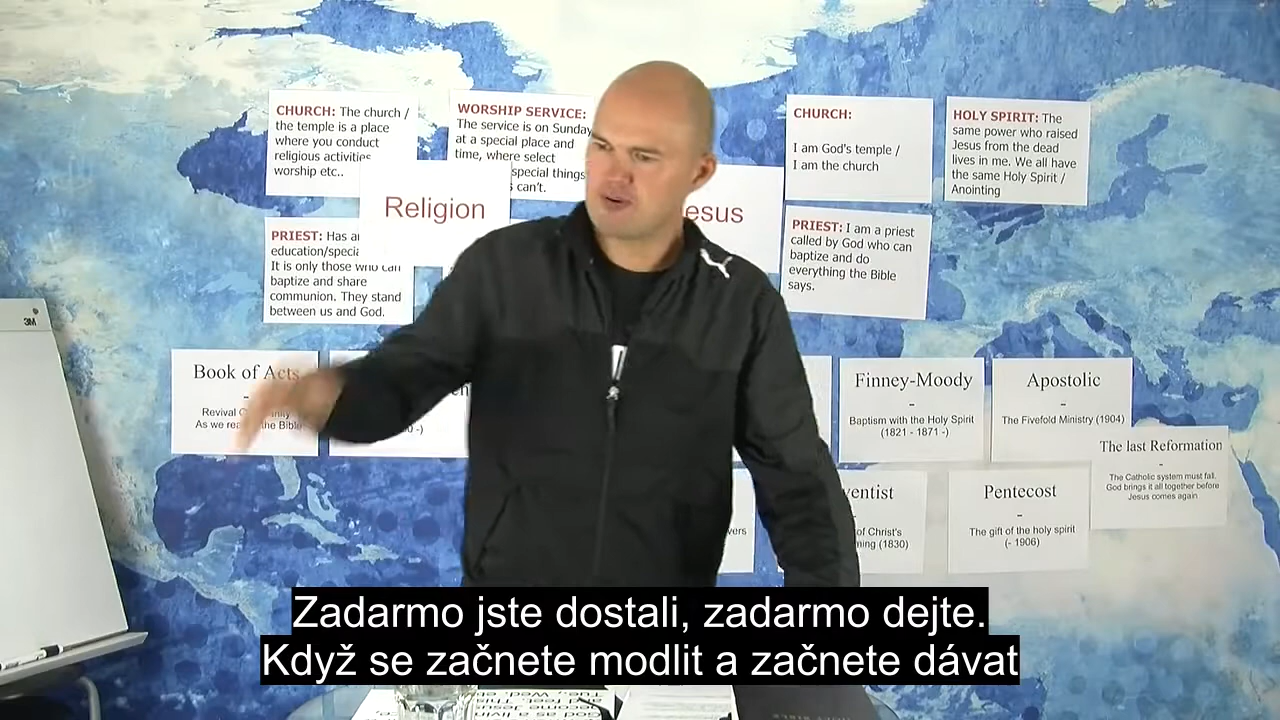 CHURCH: The church /
the temple is a place
where you conduct
religious activities,
worship etc..
WORSHIP SERVICE:
The service is on Sunday
at a special place and
time, where select
special things
can't.
Religion
PRIEST: Has
It is only those who can
baptize and share
communion. They stand
between us and God.
CHURCH:
I am God's temple /
I am the church
HOLY SPIRIT: The
same power who raised
Jesus from the dead
lives in me. We all have
the same Holy Spirit /
Anointing
PRIEST: I am a priest
called by God who can
baptize and do
everything the Bible
says.
3M
Book of Acts
-
Revival
As we the Bible
Finney-Moody
-
Baptism with the Holy Spirit
(1821 - 1871 -)
Apostolic
-
The Fivefold Ministry (1904)
The last Reformation
-
The Catholic system must fall.
God brings it all together before
Jesus comes again
of Christ's
(1830)
Pentecost
-
The gift of the holy spirit
(- 1906)
Zadarmo jste dostali, zadarmo dejte.
Když se začnete modlit a začnete dávat